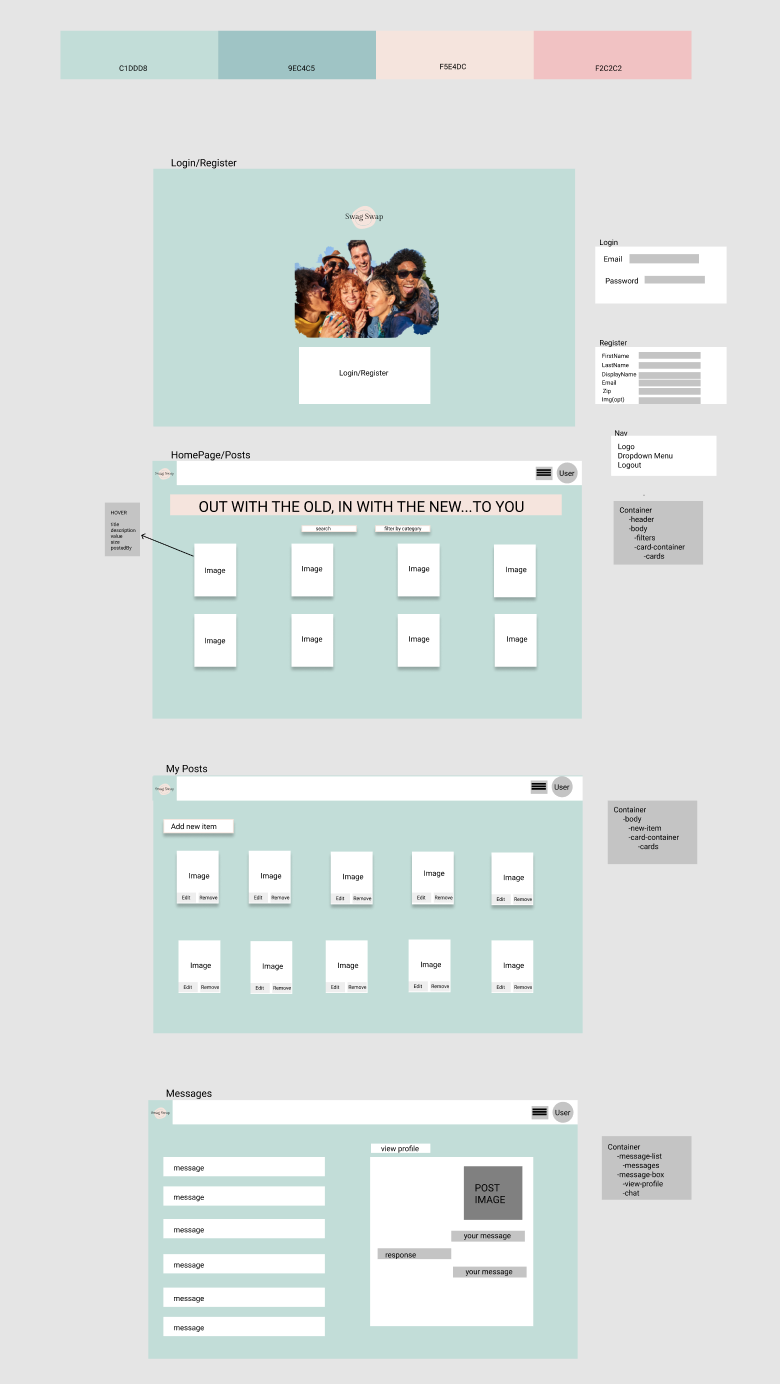 C1DDD8
9EC4C5
F5E4DC
F2C2C2
Login/Register
Swag Swap
Login/Register
Login
Email
Password
Register
FirstName
LastName
DisplayName
Email
Zip
Img(opt)
Nav
Logo
Dropdown Menu
Logout
HomePage/Posts
Swag Swap
User
OUT WITH THE OLD, IN WITH THE NEW...TO YOU
search
filter by category
HOVER
title
description
value
size
postedBy
Image
Image
Image
Image
Image
Image
Image
Image
Container
-header
-body
-filters
-card-container
-cards
My Posts
Swag Swap
User
Add new item
Image
Image
Image
Image
Image
Edit Remove
Edit Remove
Edit Remove
Edit Remove
Edit Remove
Image
Image
Image
Image
Image
Edit Remove
Edit Remove
Edit Remove
Edit Remove
Edit Remove
Container
-body
-new-item
-card-container
-cards
Messages
Swag Swap
User
message
message
message
message
message
message
view profile
POST
IMAGE
your message
response
your message
Container
-message-list
-messages
-message-box
-view-profile
-chat